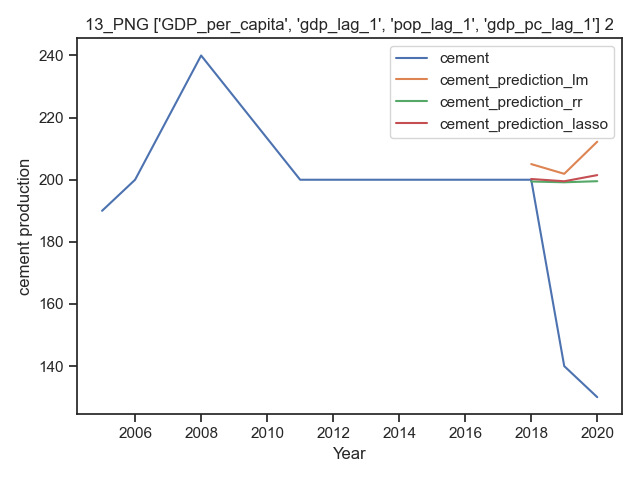 13_PNG ['GDP_per_capita', 'gdp_lag_1', 'pop_lag_1', 'gdp_pc_lag_1'] 2
cement
cement_prediction_lm
cement_prediction_rr
cement_prediction_lasso
cement production
240
220
200
180
160
140
2006 2008 2010 2012 2014 2016 2018 2020
Year